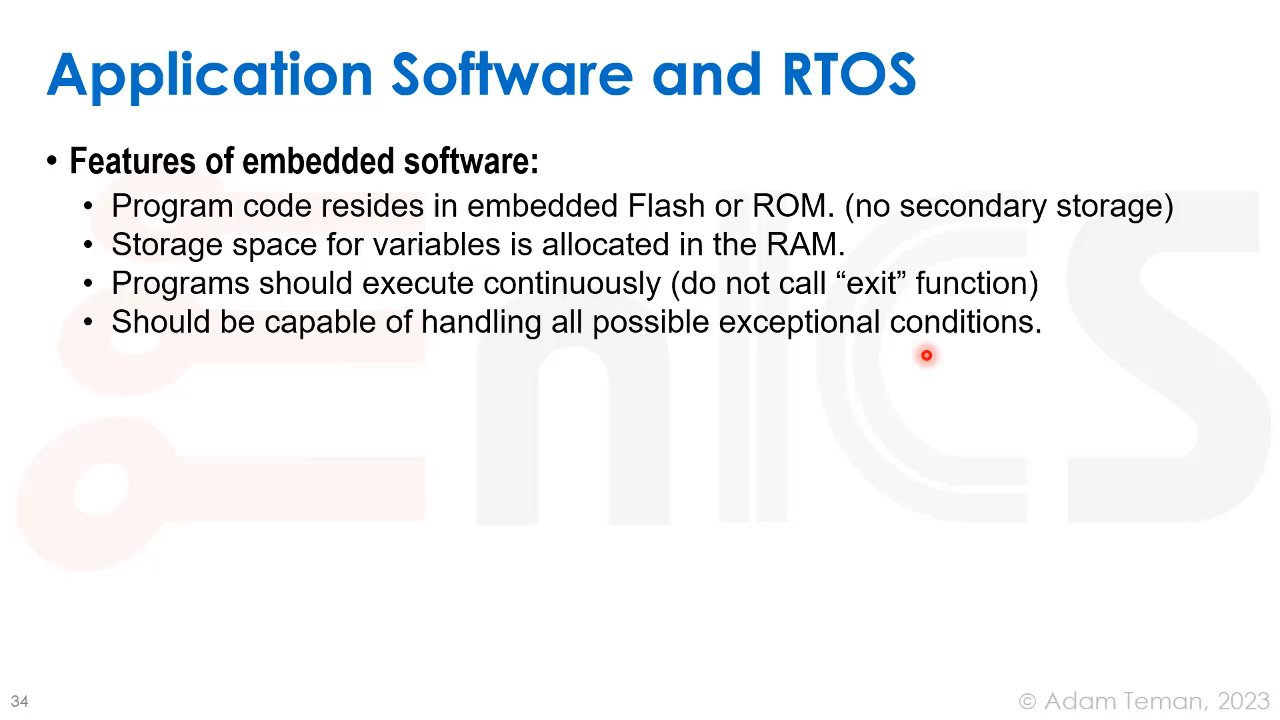 Application Software and RTOS
• Features of embedded software:
• Program code resides in embedded Flash or ROM. (no secondary storage)
• Storage space for variables is allocated in the RAM.
• Programs should execute continuously (do not call “exit” function)
• Should be capable of handling all possible exceptional conditions.
enICS
34
© Adam Teman, 2023